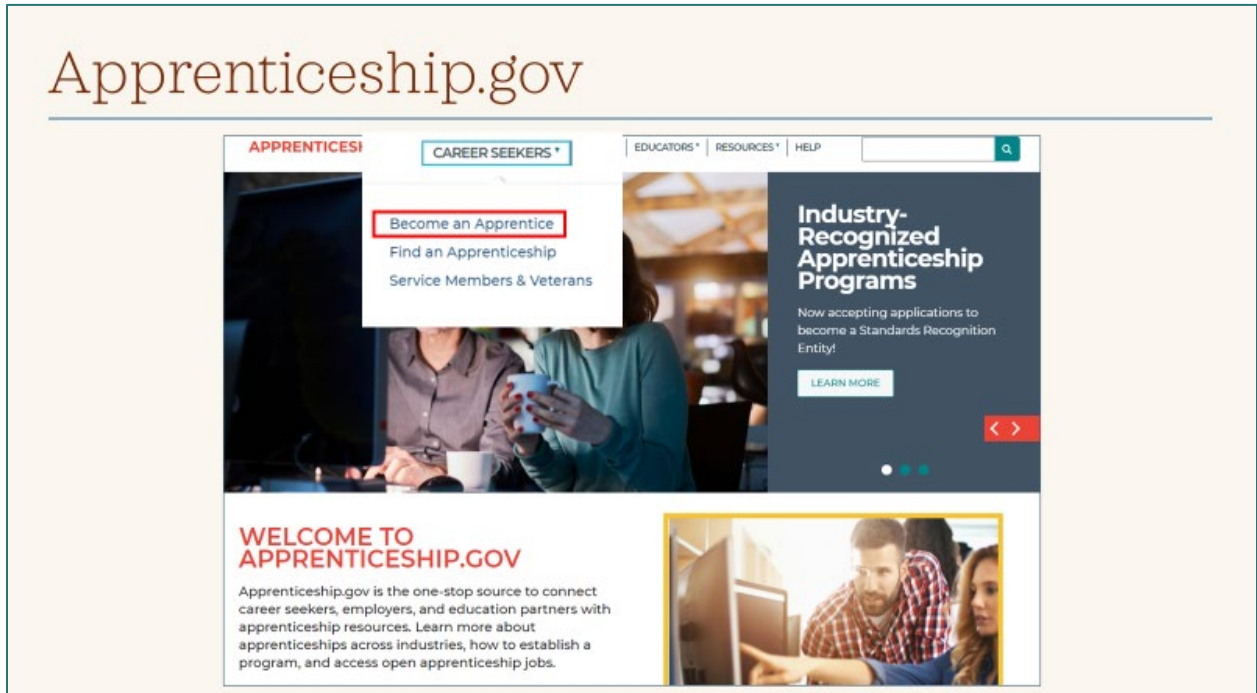 Apprenticeship.gov
CAREER SEEKERS ▾
EDUCATORS ▾ | RESOURCES ▾ | HELP
Become an Apprentice
Find an Apprenticeship
Service Members & Veterans
Industry-
Recognized
Apprenticeship
Programs
Now accepting applications to
become a Standards Recognition
Entity!
LEARN MORE
WELCOME TO
APPRENTICESHIP.GOV
Apprenticeship.gov is the one-stop source to connect
career seekers, employers, and education partners with
apprenticeship resources. Learn more about
apprenticeships across industries, how to establish a
program, and access open apprenticeship jobs.